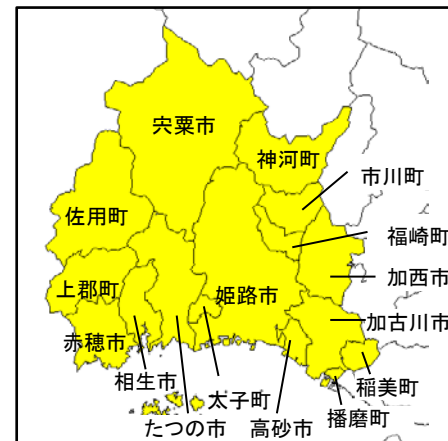 宍粟市
神河町
市川町
佐用町
福崎町
加西市
上郡町
姫路市
加古川市
赤穂市
相生市
太子町
稲美町
たつの市
高砂市
播磨町